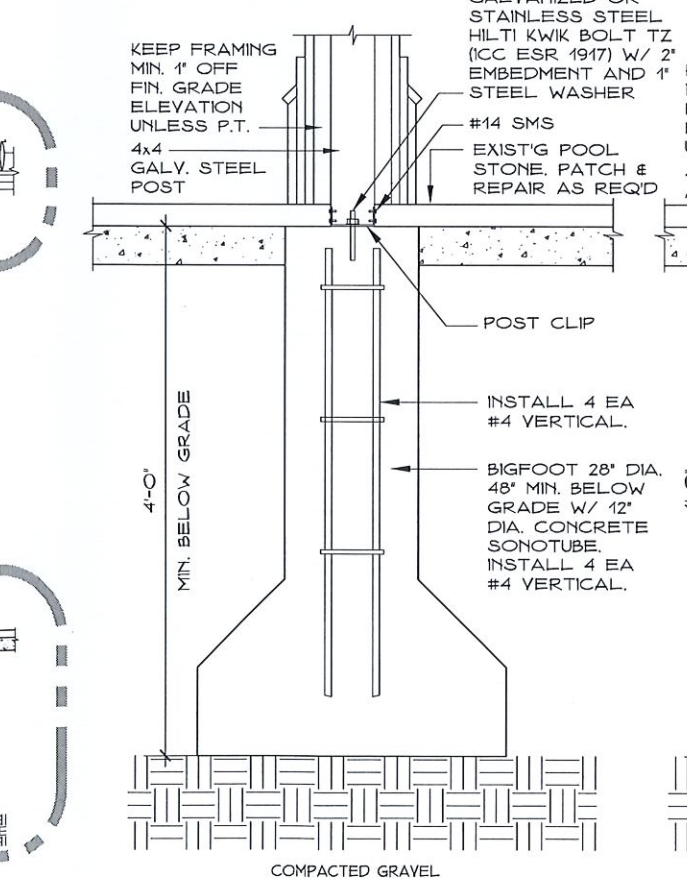 GALVANIZED OR
STAINLESS STEEL
HILTI KWIK BOLT TZ
(ICC ESR 1917) W/ 2"
EMBEDMENT AND 1"
STEEL WASHER
#14 SMS
EXIST'G POOL
STONE. PATCH &
REPAIR AS REQ'D
KEEP FRAMING
MIN. 1" OFF
FIN. GRADE
ELEVATION
UNLESS P.T.
4x4
GALV. STEEL
POST
POST CLIP
INSTALL 4 EA
#4 VERTICAL.
BIGFOOT 28" DIA.
48" MIN. BELOW
GRADE W/ 12"
DIA. CONCRETE
SONOTUBE.
INSTALL 4 EA
#4 VERTICAL.
4'-0"
MIN. BELOW GRADE
COMPACTED GRAVEL